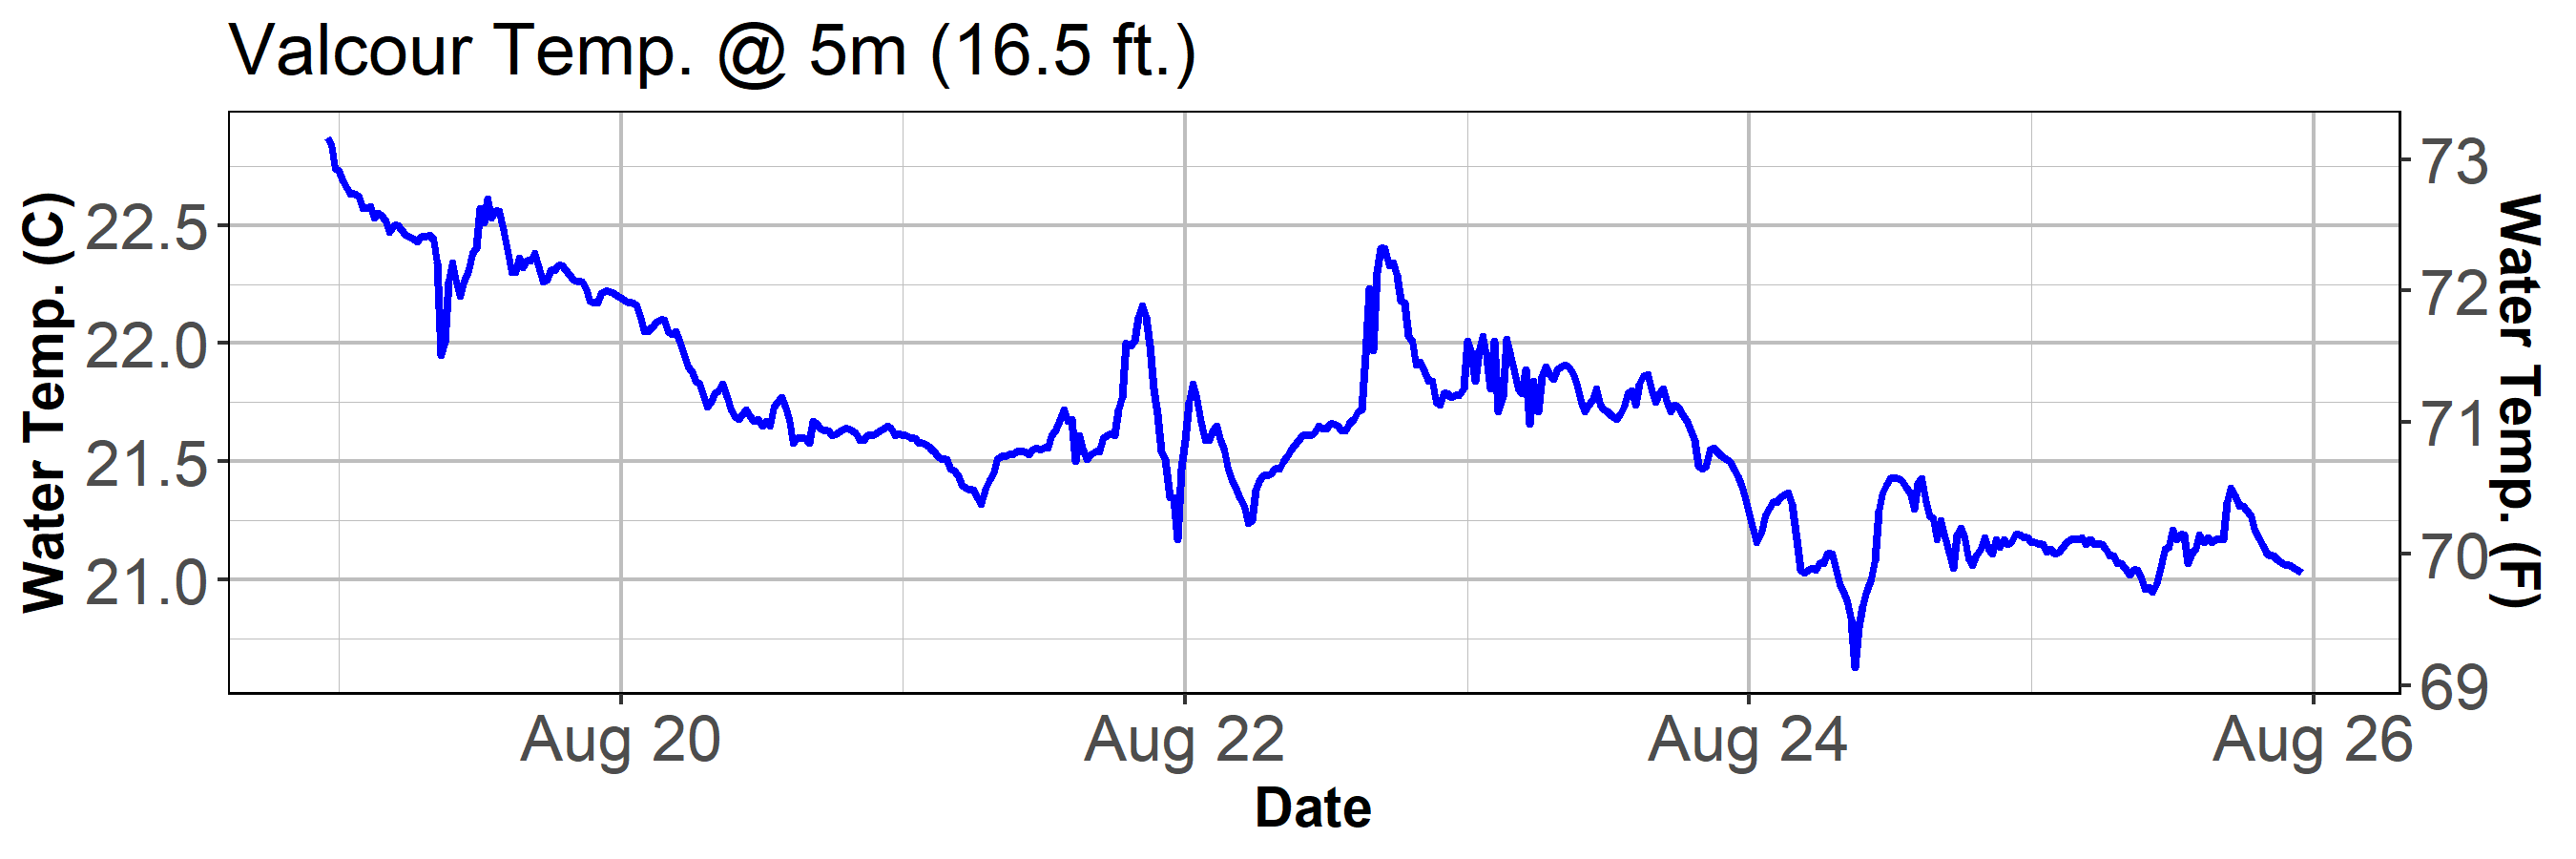 Valcour Temp. @ 5m (16.5 ft.)
Water Temp. (C)
22.5
22.0
21.5
21.0
73
72
71
70
69
Water Temp. (F)
Aug 20 Aug 22 Aug 24 Aug 26
Date